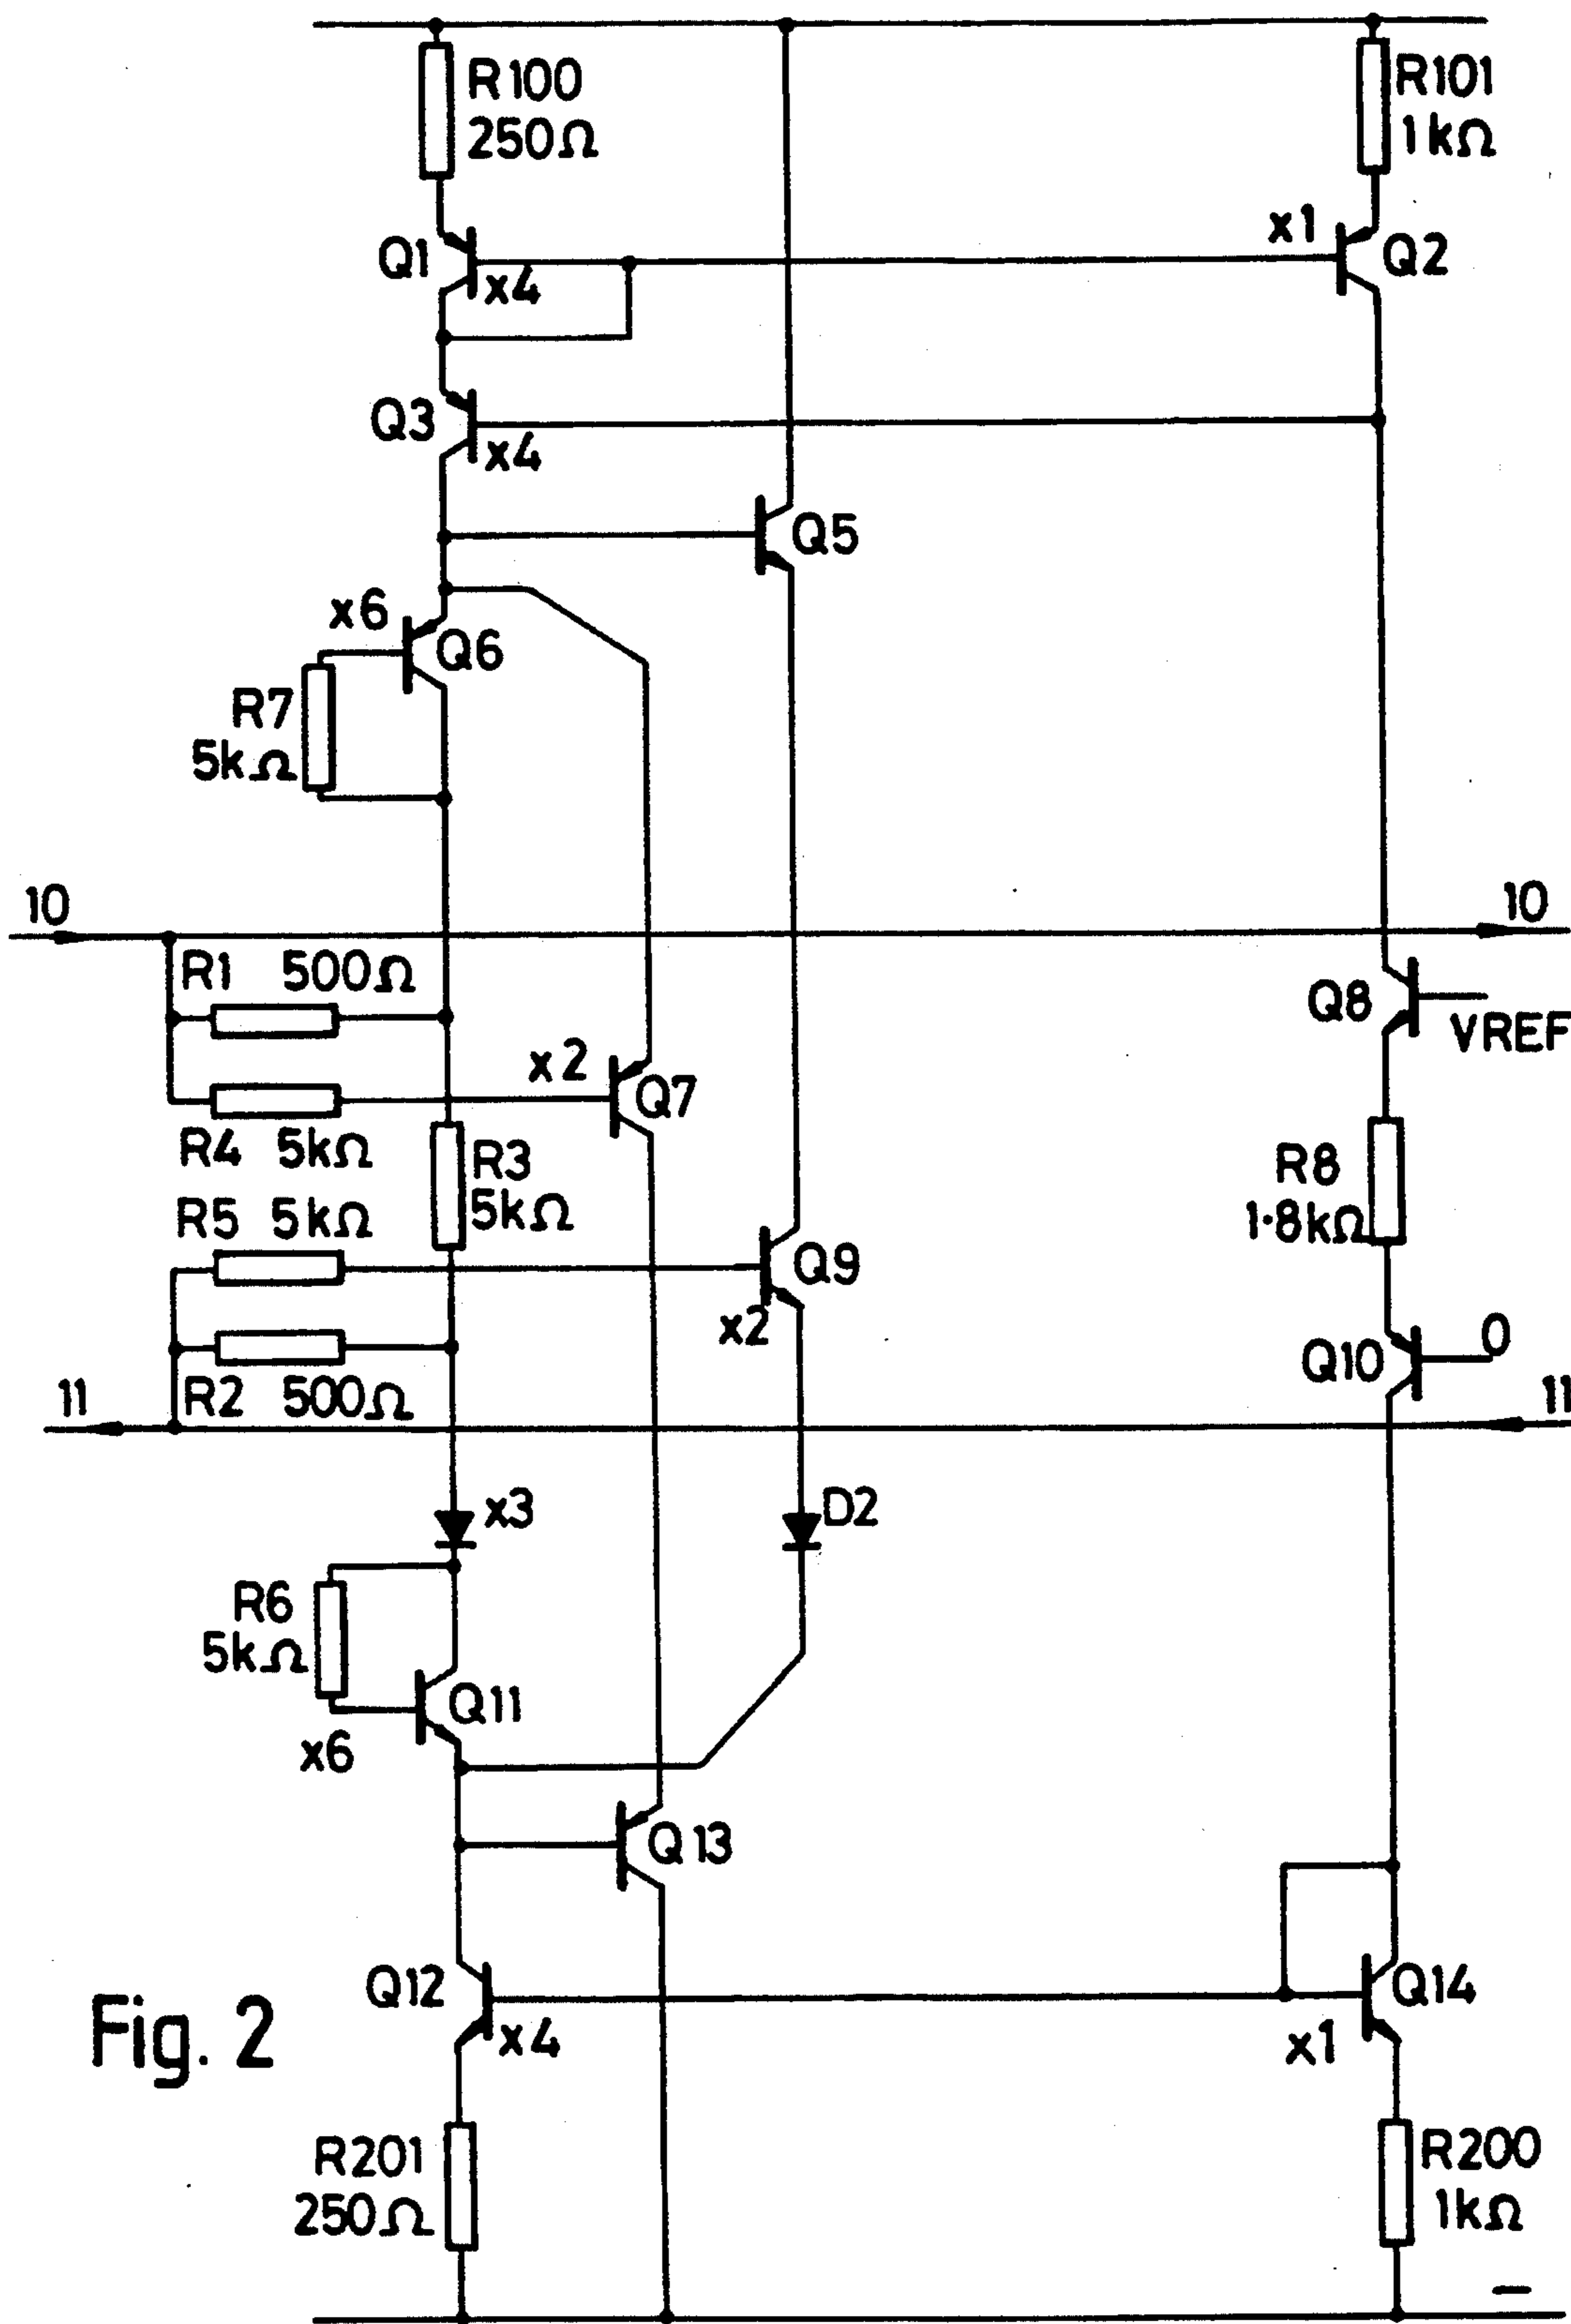 R100
250Ω
R101
1kΩ
Q1
x4
x1
Q2
Q3
x4
Q5
x6
Q6
R7
5kΩ
10
10
R1 500Ω
Q8
VREF
x2
Q7
R4 5kΩ
R3
5kΩ
R5 5kΩ
R8
1·8kΩ
Q9
x2
Q10
0
R2 500Ω
11
11
x3
D2
R6
5kΩ
Q11
x6
Q13
Q12
x4
Q14
x1
Fig. 2
R201
250Ω
R200
1kΩ
–